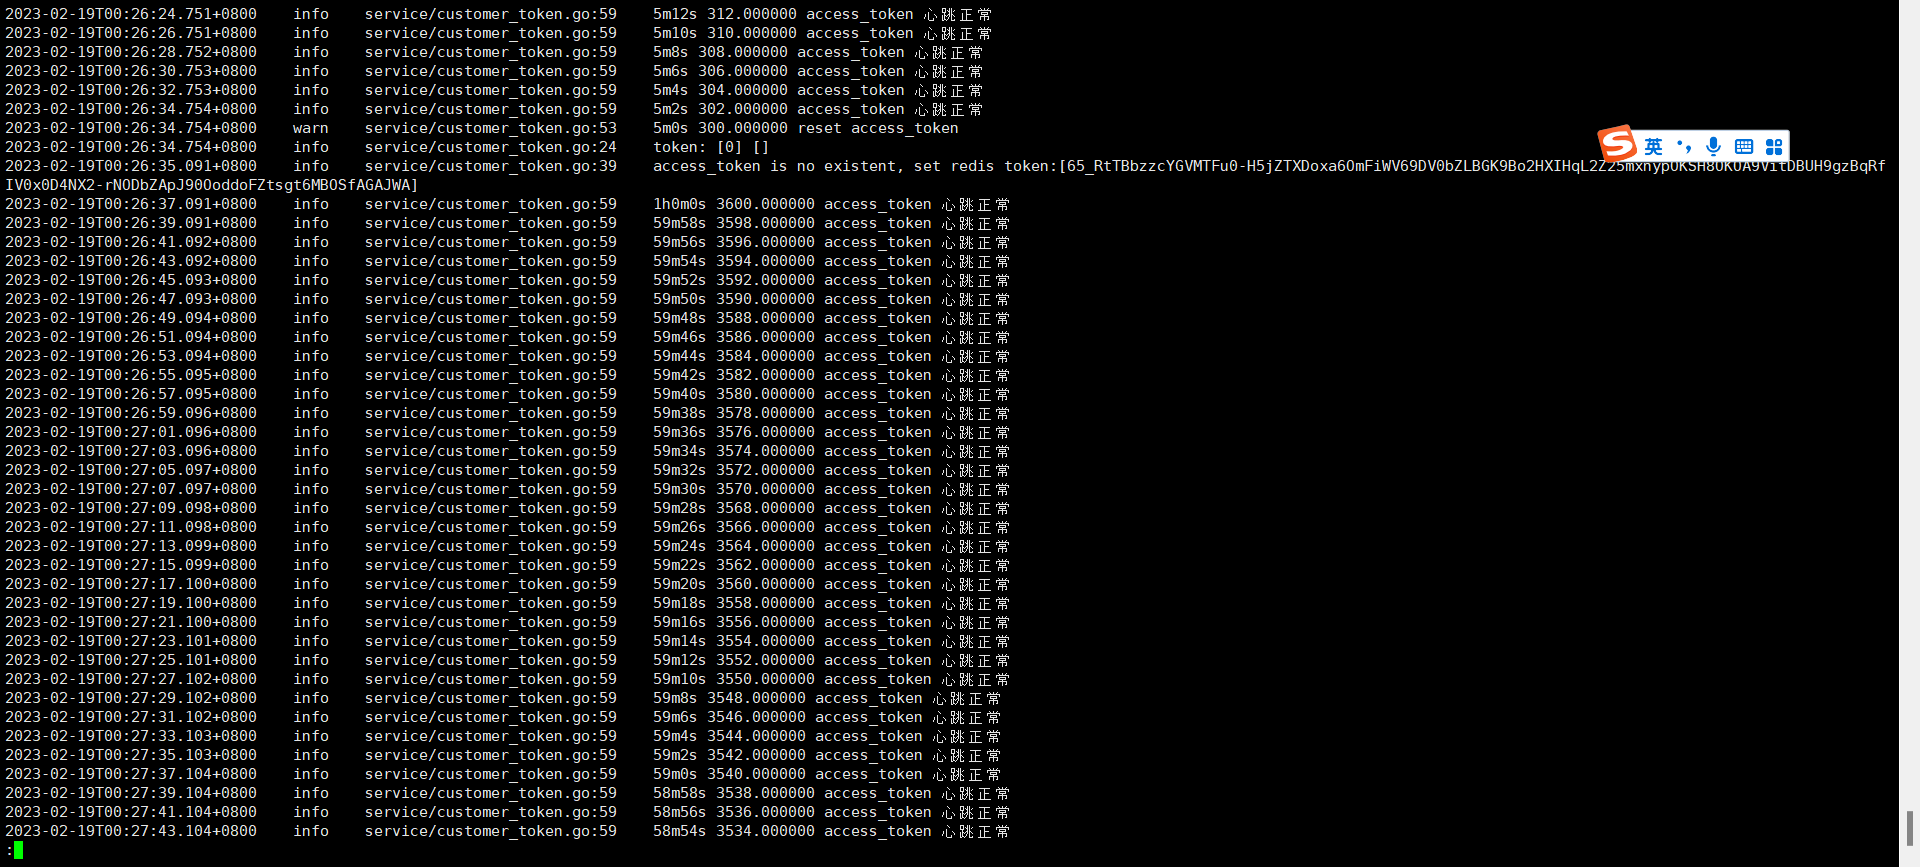 2023-02-19T00:26:24.751+0800    info    service/customer_token.go:59    5m12s 312.000000 access_token 心跳正常
2023-02-19T00:26:26.751+0800    info    service/customer_token.go:59    5m10s 310.000000 access_token 心跳正常
2023-02-19T00:26:28.752+0800    info    service/customer_token.go:59    5m8s 308.000000 access_token 心跳正常
2023-02-19T00:26:30.753+0800    info    service/customer_token.go:59    5m6s 306.000000 access_token 心跳正常
2023-02-19T00:26:32.753+0800    info    service/customer_token.go:59    5m4s 304.000000 access_token 心跳正常
2023-02-19T00:26:34.754+0800    info    service/customer_token.go:59    5m2s 302.000000 access_token 心跳正常
2023-02-19T00:26:34.754+0800    warn    service/customer_token.go:53    5m0s 300.000000 reset access_token
2023-02-19T00:26:34.754+0800    info    service/customer_token.go:24    token: [0] []
英
2023-02-19T00:26:35.091+0800    info    service/customer_token.go:39    access_token is no existent, set redis
IV0x0D4NX2-rNODbZApJ90OoddoFZtsgt6MBOSfAGAJWA]
2023-02-19T00:26:37.091+0800    info    service/customer_token.go:59    1h0m0s 3600.000000 access_token 心跳正常
2023-02-19T00:26:39.091+0800    info    service/customer_token.go:59    59m58s 3598.000000 access_token 心跳正常
2023-02-19T00:26:41.092+0800    info    service/customer_token.go:59    59m56s 3596.000000 access_token 心跳正常
2023-02-19T00:26:43.092+0800    info    service/customer_token.go:59    59m54s 3594.000000 access_token 心跳正常
2023-02-19T00:26:45.093+0800    info    service/customer_token.go:59    59m52s 3592.000000 access_token 心跳正常
2023-02-19T00:26:47.093+0800    info    service/customer_token.go:59    59m50s 3590.000000 access_token 心跳正常
2023-02-19T00:26:49.094+0800    info    service/customer_token.go:59    59m48s 3588.000000 access_token 心跳正常
2023-02-19T00:26:51.094+0800    info    service/customer_token.go:59    59m46s 3586.000000 access_token 心跳正常
2023-02-19T00:26:53.094+0800    info    service/customer_token.go:59    59m44s 3584.000000 access_token 心跳正常
2023-02-19T00:26:55.095+0800    info    service/customer_token.go:59    59m42s 3582.000000 access_token 心跳正常
2023-02-19T00:26:57.095+0800    info    service/customer_token.go:59    59m40s 3580.000000 access_token 心跳正常
2023-02-19T00:26:59.096+0800    info    service/customer_token.go:59    59m38s 3578.000000 access_token 心跳正常
2023-02-19T00:27:01.096+0800    info    service/customer_token.go:59    59m36s 3576.000000 access_token 心跳正常
2023-02-19T00:27:03.096+0800    info    service/customer_token.go:59    59m34s 3574.000000 access_token 心跳正常
2023-02-19T00:27:05.097+0800    info    service/customer_token.go:59    59m32s 3572.000000 access_token 心跳正常
2023-02-19T00:27:07.097+0800    info    service/customer_token.go:59    59m30s 3570.000000 access_token 心跳正常
2023-02-19T00:27:09.098+0800    info    service/customer_token.go:59    59m28s 3568.000000 access_token 心跳正常
2023-02-19T00:27:11.098+0800    info    service/customer_token.go:59    59m26s 3566.000000 access_token 心跳正常
2023-02-19T00:27:13.099+0800    info    service/customer_token.go:59    59m24s 3564.000000 access_token 心跳正常
2023-02-19T00:27:15.099+0800    info    service/customer_token.go:59    59m22s 3562.000000 access_token 心跳正常
2023-02-19T00:27:17.100+0800    info    service/customer_token.go:59    59m20s 3560.000000 access_token 心跳正常
2023-02-19T00:27:19.100+0800    info    service/customer_token.go:59    59m18s 3558.000000 access_token 心跳正常
2023-02-19T00:27:21.100+0800    info    service/customer_token.go:59    59m16s 3556.000000 access_token 心跳正常
2023-02-19T00:27:23.101+0800    info    service/customer_token.go:59    59m14s 3554.000000 access_token 心跳正常
2023-02-19T00:27:25.101+0800    info    service/customer_token.go:59    59m12s 3552.000000 access_token 心跳正常
2023-02-19T00:27:27.102+0800    info    service/customer_token.go:59    59m10s 3550.000000 access_token 心跳正常
2023-02-19T00:27:29.102+0800    info    service/customer_token.go:59    59m8s 3548.000000 access_token 心跳正常
2023-02-19T00:27:31.102+0800    info    service/customer_token.go:59    59m6s 3546.000000 access_token 心跳正常
2023-02-19T00:27:33.103+0800    info    service/customer_token.go:59    59m4s 3544.000000 access_token 心跳正常
2023-02-19T00:27:35.103+0800    info    service/customer_token.go:59    59m2s 3542.000000 access_token 心跳正常
2023-02-19T00:27:37.104+0800    info    service/customer_token.go:59    59m0s 3540.000000 access_token 心跳正常
2023-02-19T00:27:39.104+0800    info    service/customer_token.go:59    58m58s 3538.000000 access_token 心跳正常
2023-02-19T00:27:41.104+0800    info    service/customer_token.go:59    58m56s 3536.000000 access_token 心跳正常
2023-02-19T00:27:43.104+0800    info    service/customer_token.go:59    58m54s 3534.000000 access_token 心跳正常
: